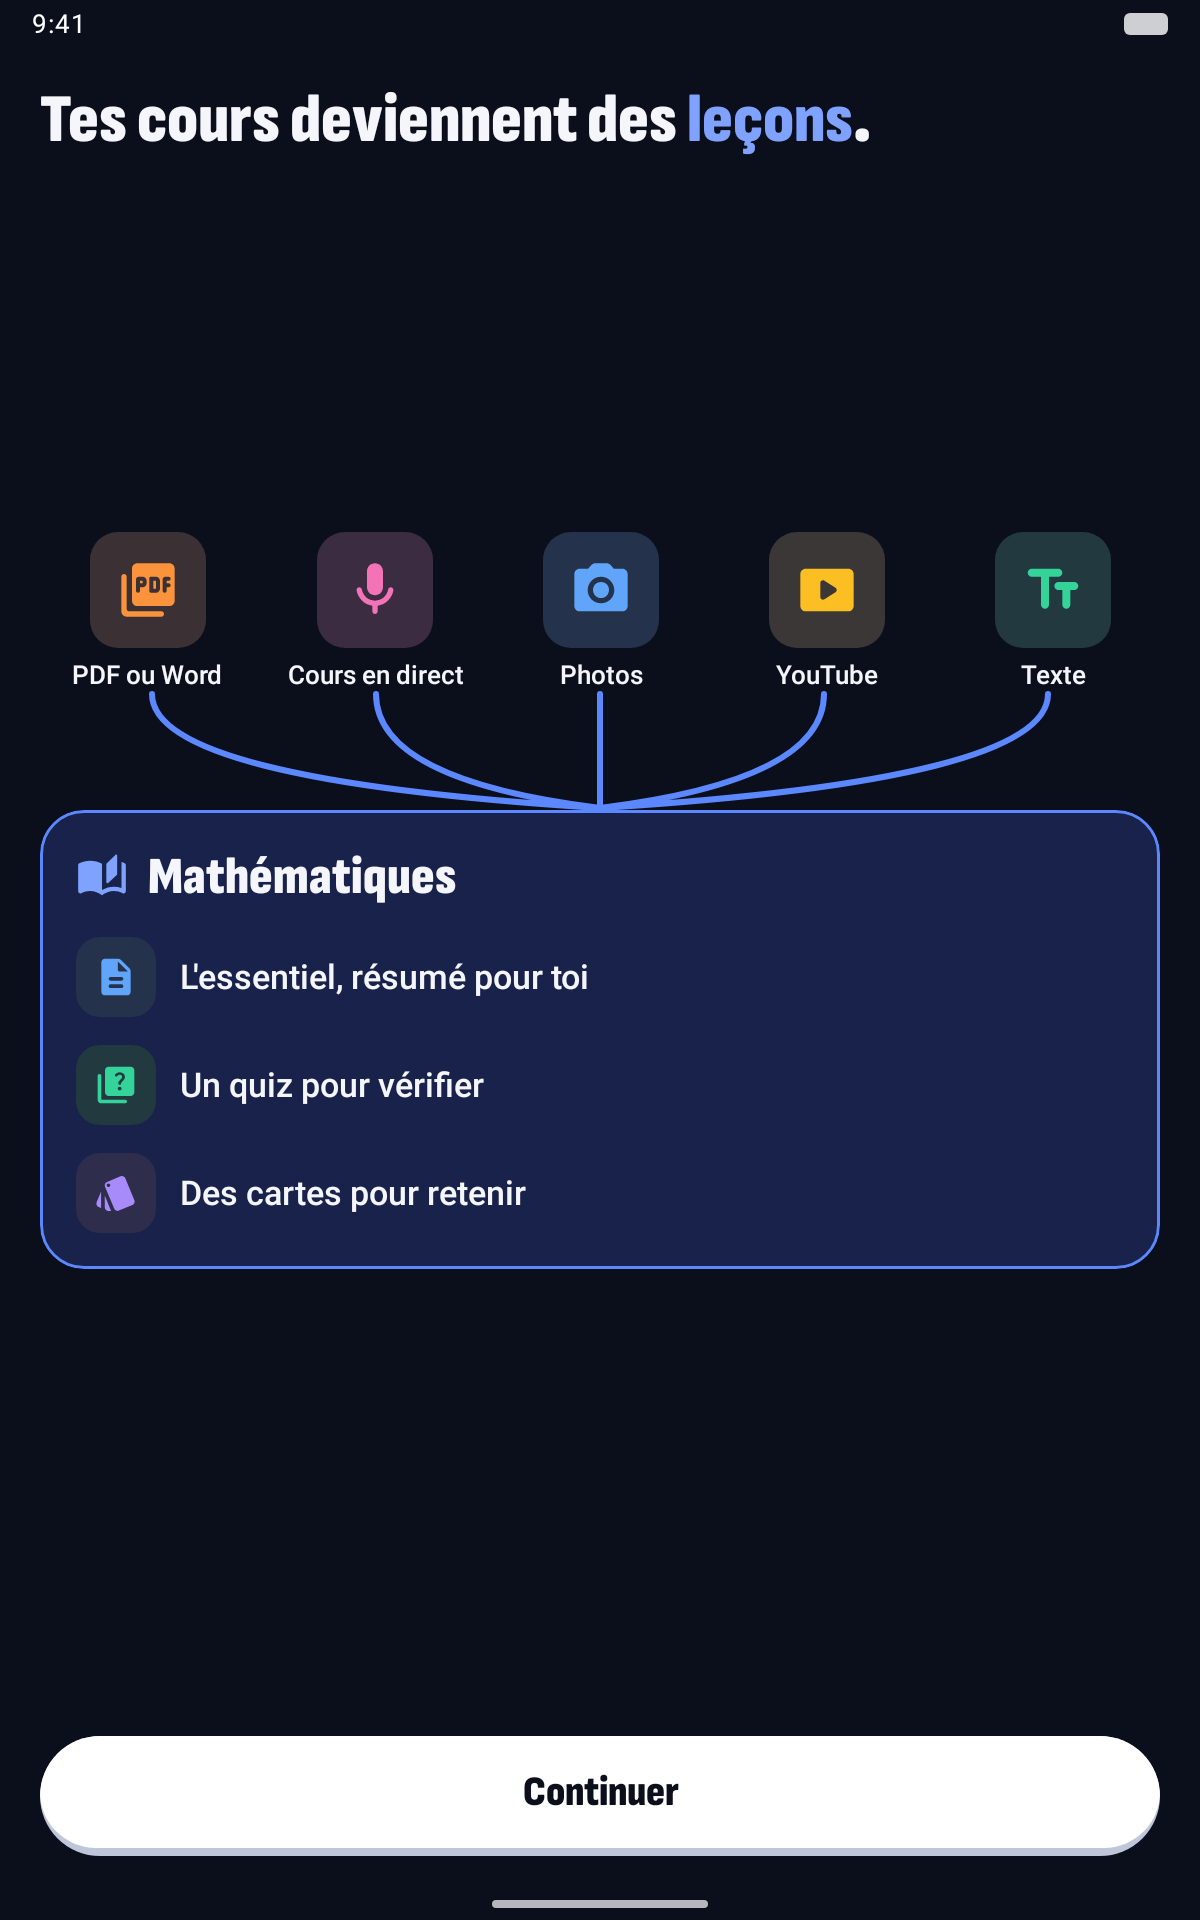 9:41
Tes cours deviennent des leçons.
PDF
PDF ou Word
Cours en direct
Photos
YouTube
Tt
Texte
Mathématiques
L'essentiel, résumé pour toi
?
Un quiz pour vérifier
Des cartes pour retenir
Continuer